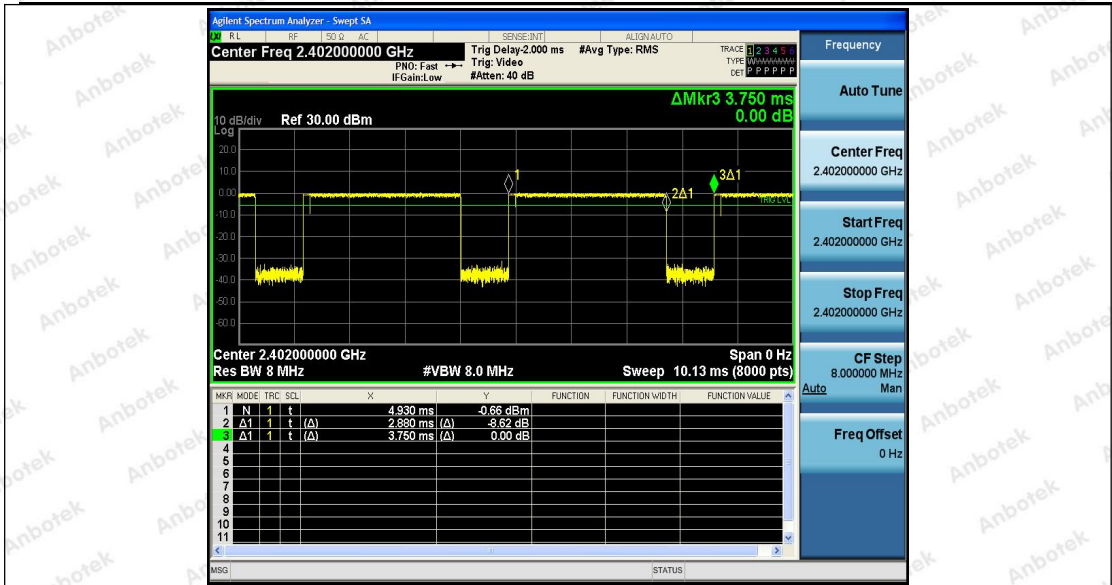 Agilent Spectrum Analyzer - Swept SA
RL RF 50 Ω AC SENSE:INT ALIGNAUTO
Center Freq 2.402000000 GHz
PNO: Fast
IFGain:Low
Trig Delay-2.000 ms
Trig: Video
#Atten: 40 dB
#Avg Type: RMS
TRACE 1 2 3 4 5 6
TYPE WWWWWW
DET P P P P P P
ΔMkr3 3.750 ms
0.00 dB
10 dB/div Ref 30.00 dBm
Log
20.0
10.0
0.00
-10.0
-20.0
-30.0
-40.0
-50.0
-60.0
1
2Δ1
3Δ1
TRIG LVL
Center 2.402000000 GHz Span 0 Hz
Res BW 8 MHz #VBW 8.0 MHz Sweep 10.13 ms (8000 pts)
MKR MODE TRC SCL X Y FUNCTION FUNCTION WIDTH FUNCTION VALUE
1 N 1 t 4.930 ms -0.66 dBm
2 Δ1 1 t (Δ) 2.880 ms (Δ) -8.62 dB
3 Δ1 1 t (Δ) 3.750 ms (Δ) 0.00 dB
4
5
6
7
8
9
10
11
MSG STATUS
Frequency
Auto Tune
Center Freq
2.402000000 GHz
Start Freq
2.402000000 GHz
Stop Freq
2.402000000 GHz
CF Step
8.000000 MHz
Auto Man
Freq Offset
0 Hz
Anbotek